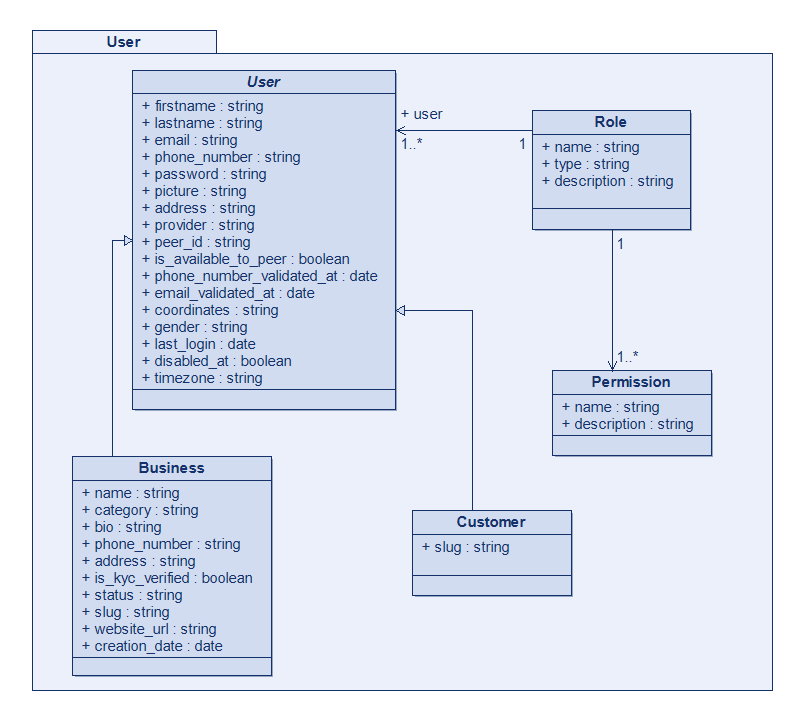 User
User
+ firstname : string
+ lastname : string
+ email : string
+ phone_number : string
+ password : string
+ picture : string
+ address : string
+ provider : string
+ peer_id : string
+ is_available_to_peer : boolean
+ phone_number_validated_at : date
+ email_validated_at : date
+ coordinates : string
+ gender : string
+ last_login : date
+ disabled_at : boolean
+ timezone : string
+ user
1..*
1
Role
+ name : string
+ type : string
+ description : string
1
1..*
Permission
+ name : string
+ description : string
Business
+ name : string
+ category : string
+ bio : string
+ phone_number : string
+ address : string
+ is_kyc_verified : boolean
+ status : string
+ slug : string
+ website_url : string
+ creation_date : date
Customer
+ slug : string